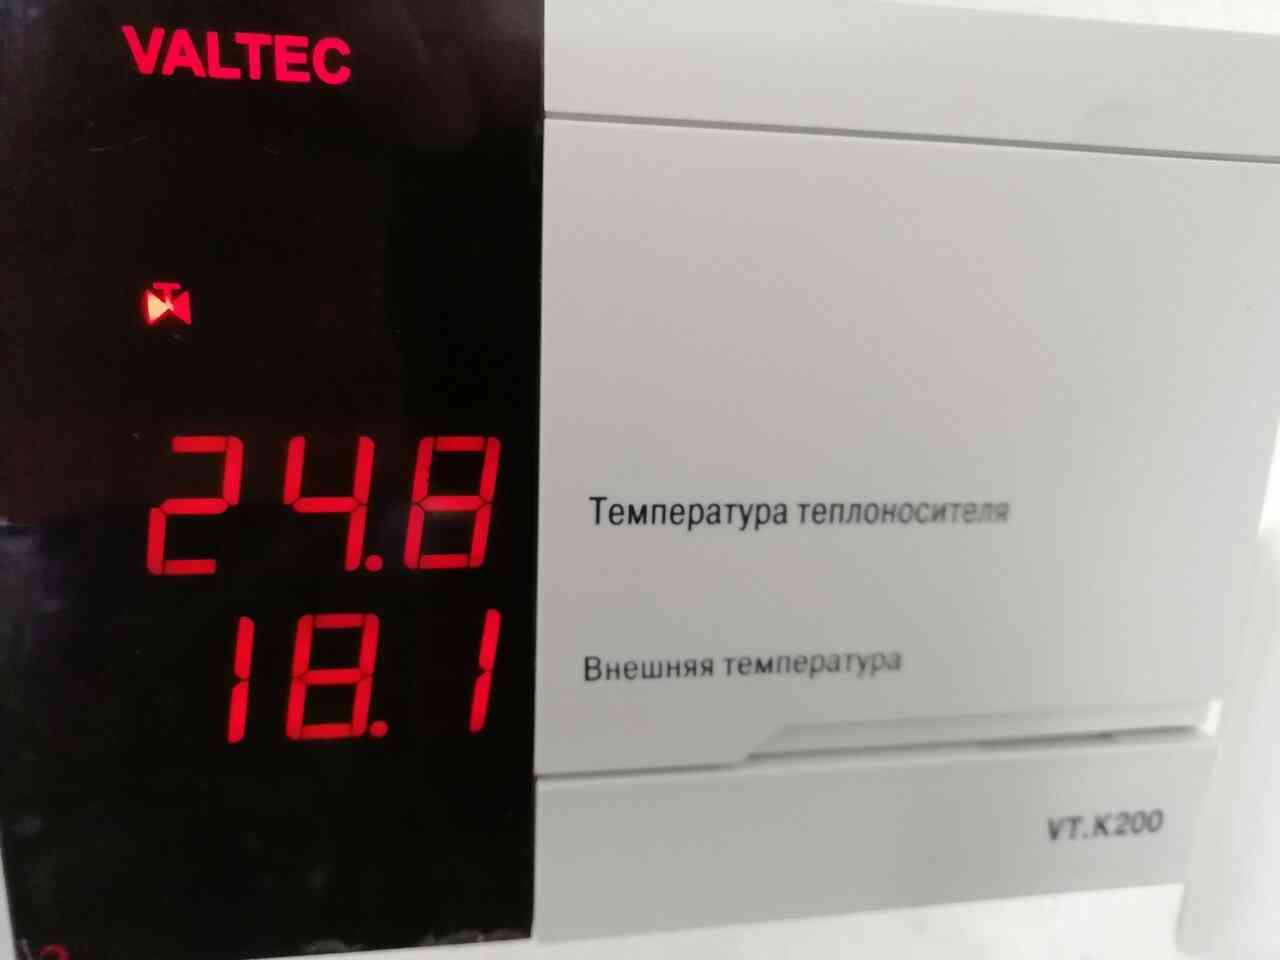 VALTEC
24.8
Температура теплоносителя
18.1
Внешняя температура
VT.K200